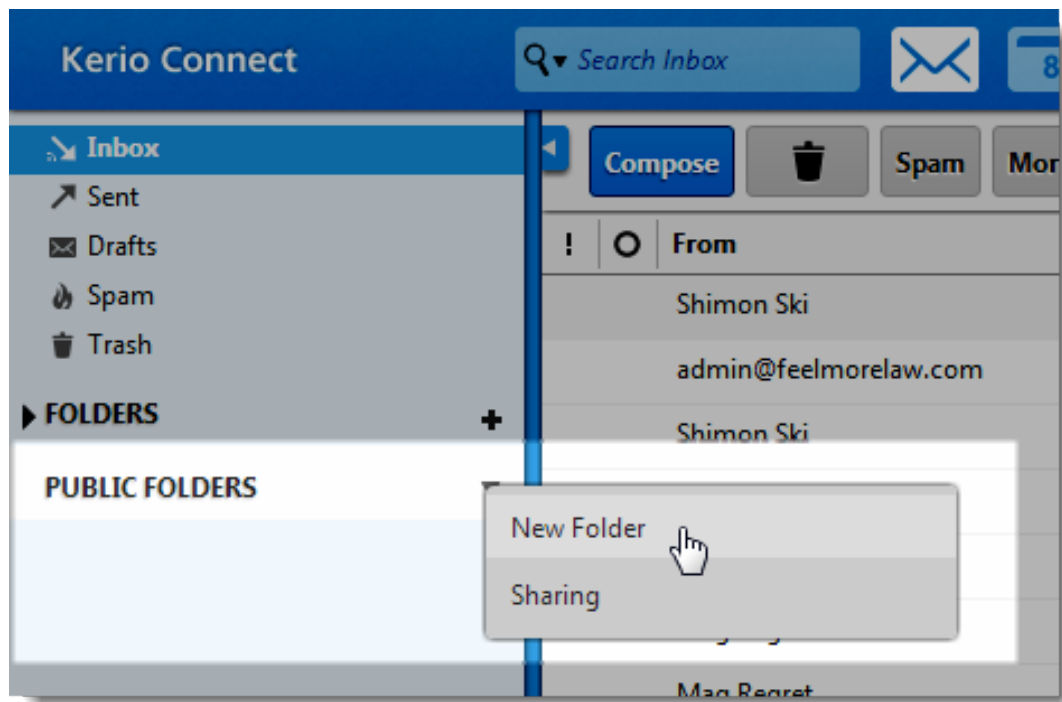 Kerio Connect
Search Inbox
8
Inbox
Compose
Spam
Mor
Sent
Drafts
! From
Spam
Shimon Ski
Trash
admin@feelmorelaw.com
FOLDERS
Shimon Ski
PUBLIC FOLDERS
New Folder
Sharing
Mag Regret